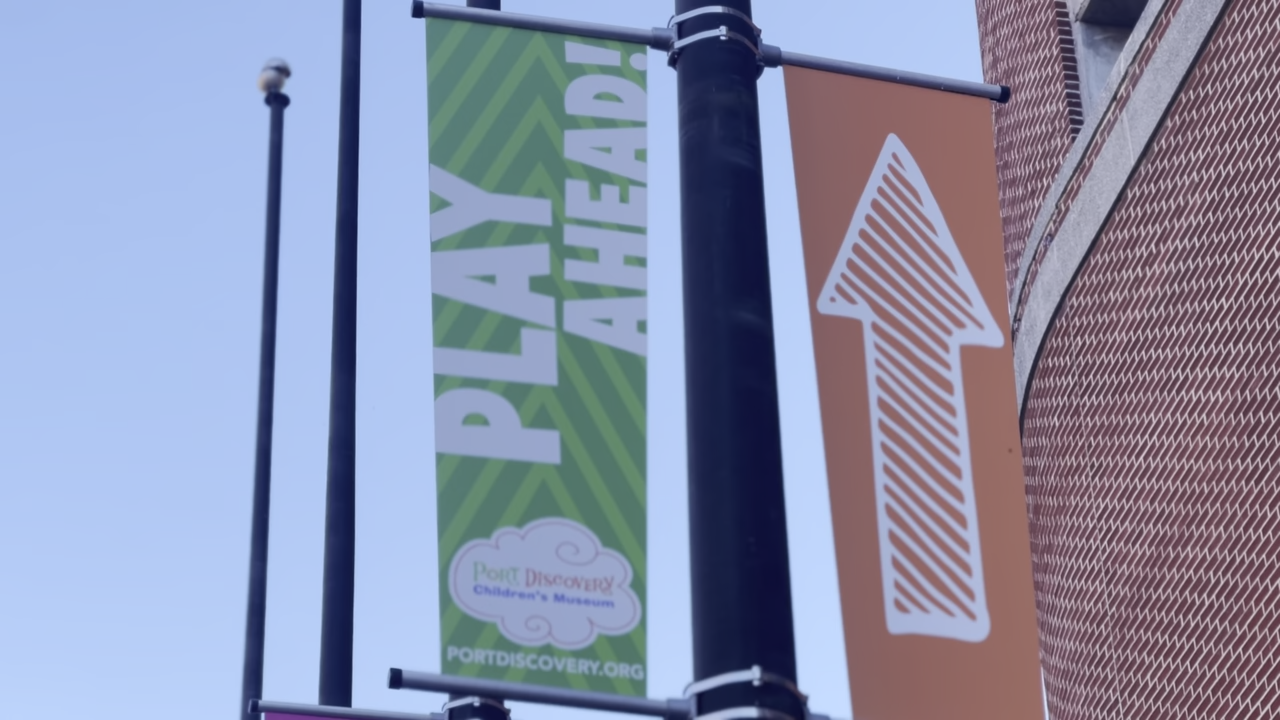 PLAY
AHEAD!
PORT DISCOVERY
Children's Museum
PORTDISCOVERY.ORG